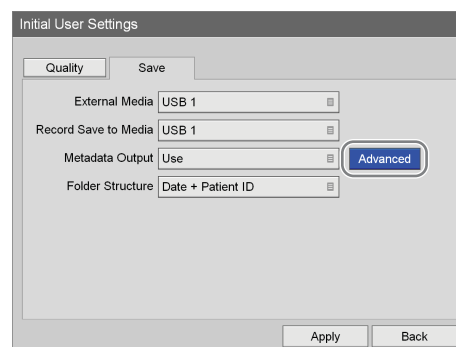 Initial User Settings
Quality Save
External Media USB 1
Record Save to Media USB 1
Metadata Output Use Advanced
Folder Structure Date + Patient ID
Apply Back